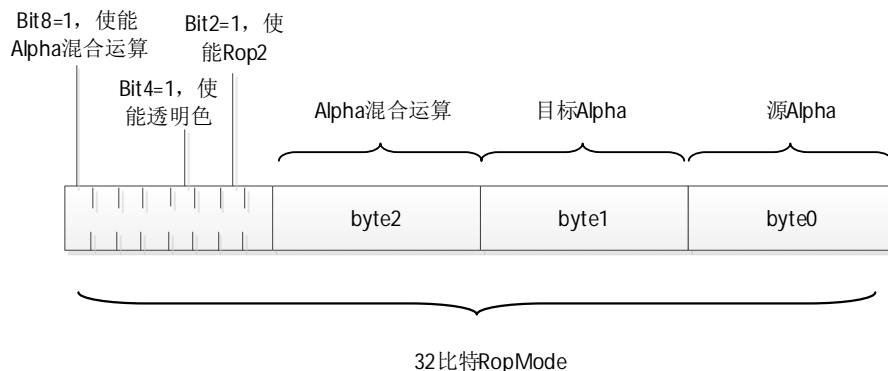 Bit8=1，使能
Alpha混合运算
Bit2=1，使
能Rop2
Bit4=1，使
能透明色
Alpha混合运算
目标Alpha
源Alpha
byte2
byte1
byte0
32比特RopMode